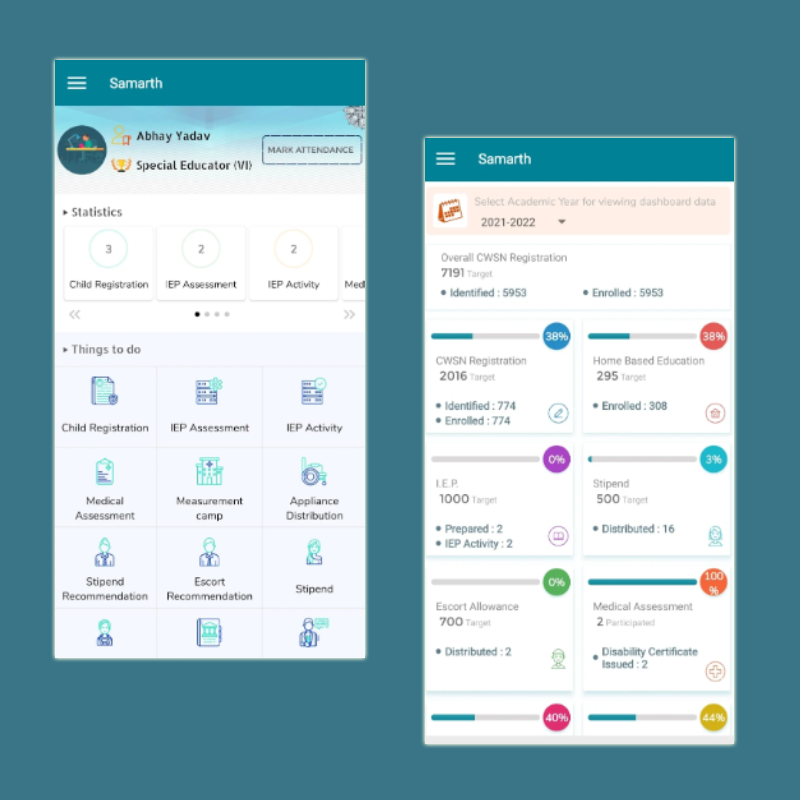 Samarth
Abhay Yadav
Special Educator (VI)
MARK ATTENDANCE
Statistics
3
2
2
Child Registration
IEP Assessment
IEP Activity
Med
Things to do
Child Registration
IEP Assessment
IEP Activity
Medical
Assessment
Measurement
camp
Appliance
Distribution
Stipend
Recommendation
Escort
Recommendation
Stipend
Samarth
Select Academic Year for viewing dashboard data
2021-2022
Overall CWSN Registration
7191 Target
Identified : 5953
Enrolled : 5953
38%
CWSN Registration
2016 Target
Identified : 774
Enrolled : 774
38%
Home Based Education
295 Target
Enrolled : 308
0%
I.E.P.
1000 Target
Prepared : 2
IEP Activity : 2
3%
Stipend
500 Target
Distributed : 16
0%
Escort Allowance
700 Target
Distributed : 2
100
%
Medical Assessment
2 Participated
Disability Certificate
Issued : 2
40%
44%